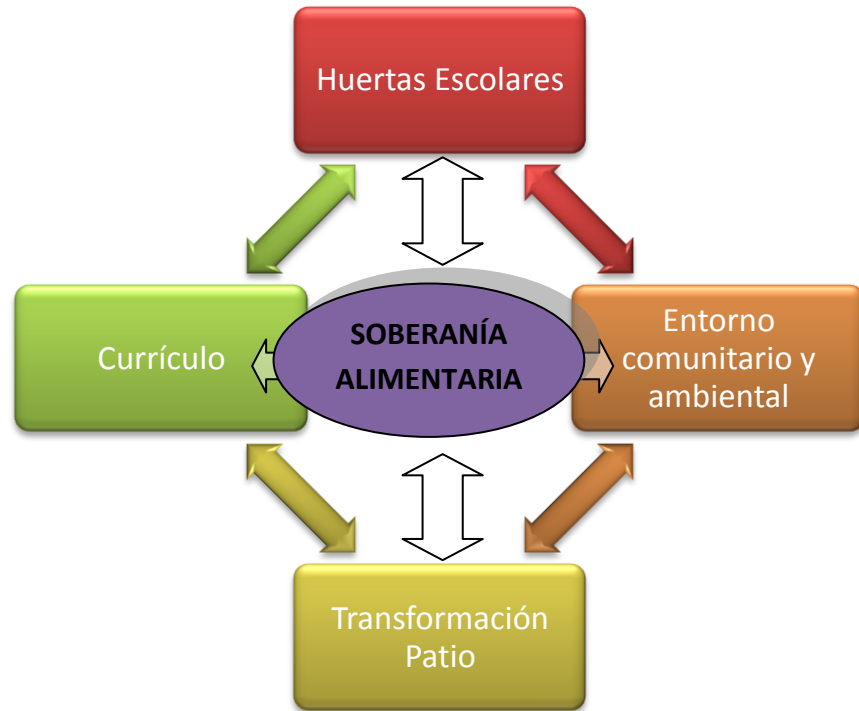 Huertas Escolares
Currículo
SOBERANÍA
ALIMENTARIA
Entorno
comunitario y
ambiental
Transformación
Patio